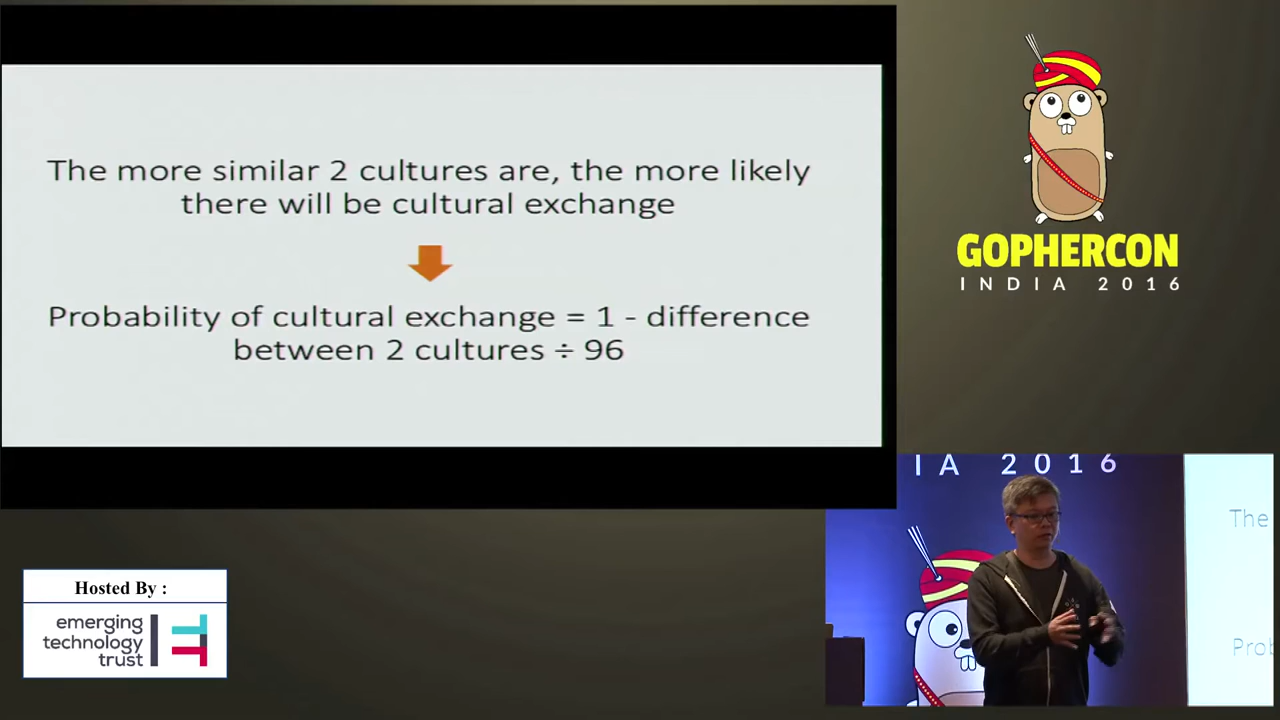 The more similar 2 cultures are, the more likely
there will be cultural exchange
Probability of cultural exchange = 1 - difference
between 2 cultures ÷ 96
GOPHERCON
INDIA 2016
Hosted By :
emerging
technology
trust
IA 2016
The
Prob